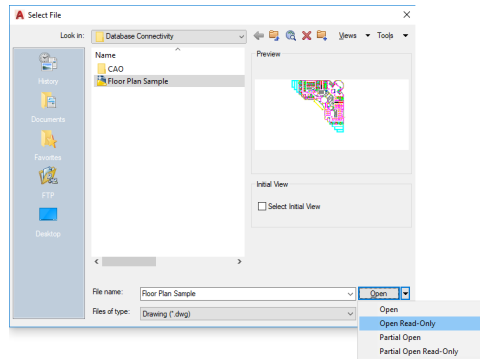 Select File
Look in: Database Connectivity Views Tools
Name
CAO
Floor Plan Sample
Preview
History
Documents
Favorites
FTP
Desktop
Initial View
Select Initial View
File name: Floor Plan Sample Open
Files of type: Drawing (*.dwg)
Open
Open Read-Only
Partial Open
Partial Open Read-Only